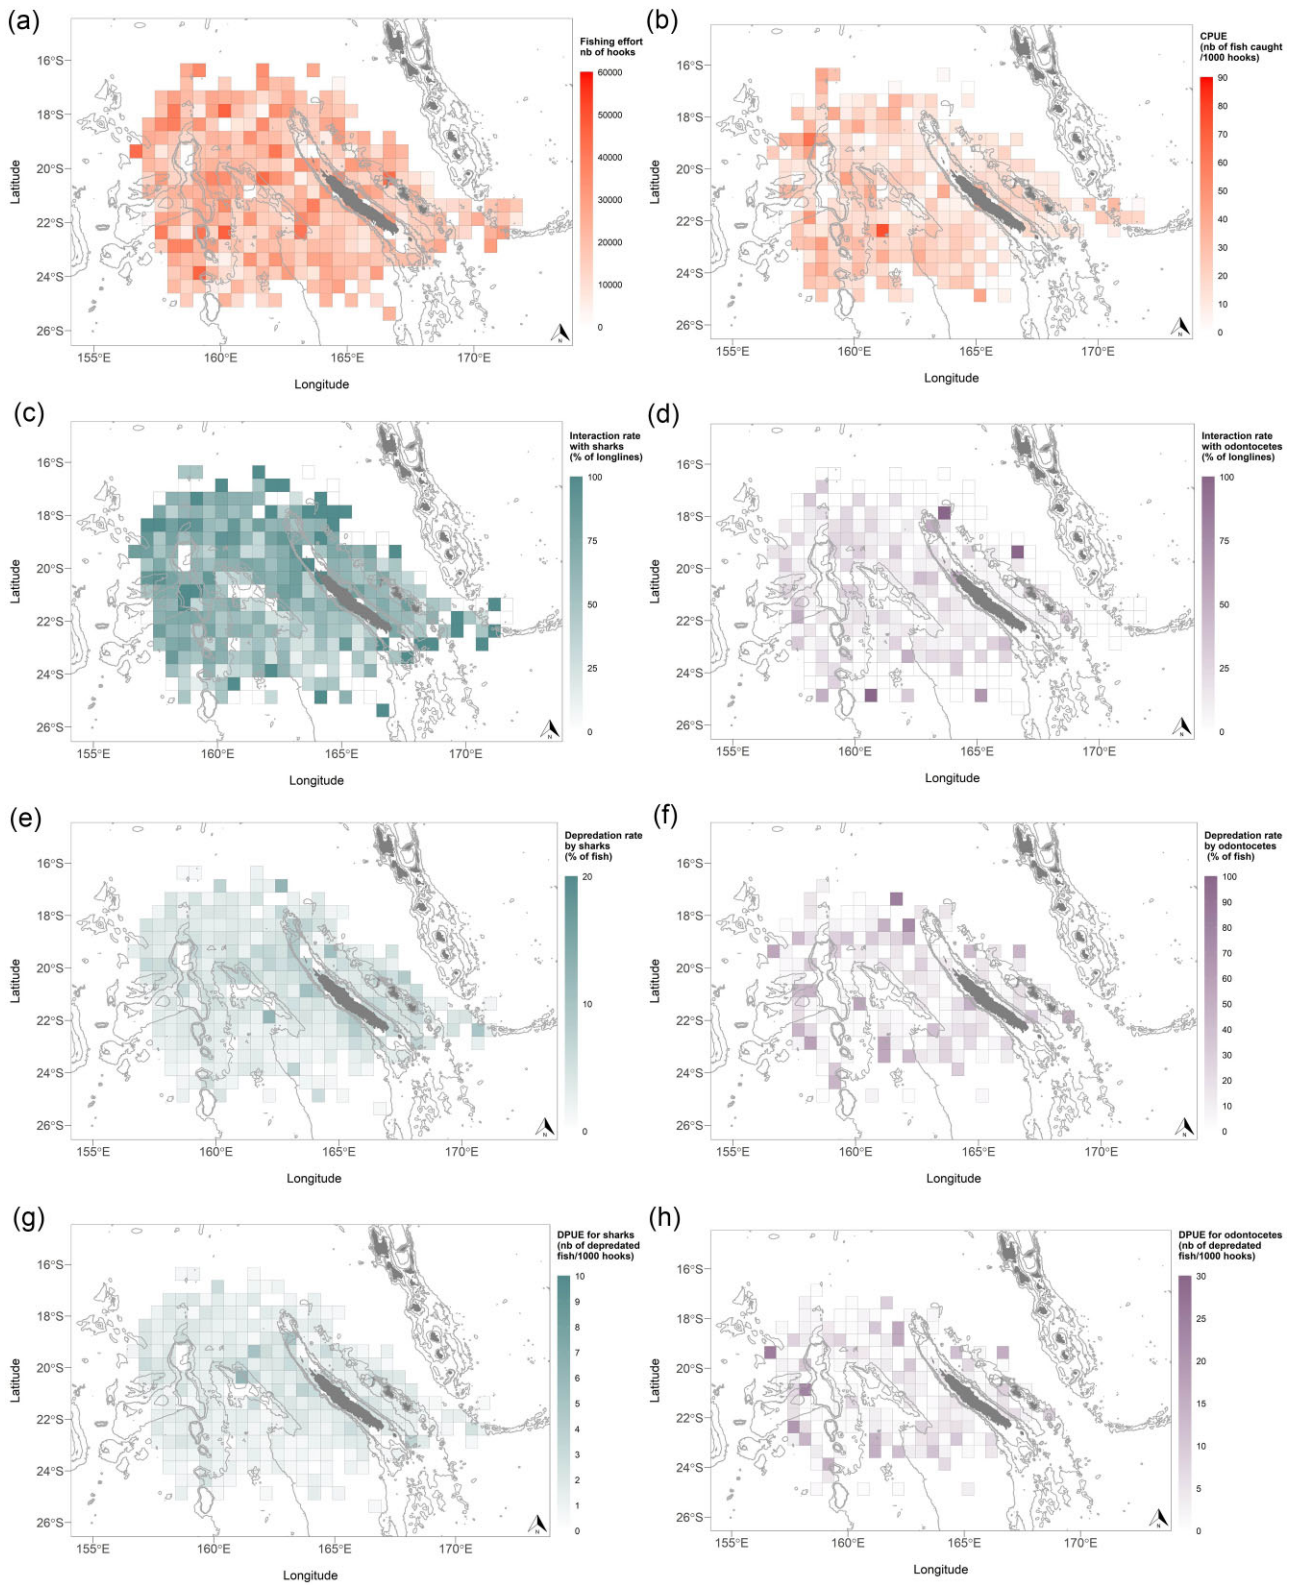 (a)
Fishing effort
nb of hooks
60000
50000
40000
30000
20000
10000
0
16°S
18°S
20°S
22°S
24°S
26°S
Latitude
155°E
160°E
165°E
170°E
Longitude
N
(b)
CPUE
(nb of fish caught
/1000 hooks)
90
80
70
60
50
40
30
20
10
0
16°S
18°S
20°S
22°S
24°S
26°S
Latitude
155°E
160°E
165°E
170°E
Longitude
N
(c)
Interaction rate
with sharks
(% of longlines)
100
75
50
25
0
16°S
18°S
20°S
22°S
24°S
26°S
Latitude
155°E
160°E
165°E
170°E
Longitude
N
(d)
Interaction rate
with odontocetes
(% of longlines)
100
75
50
25
0
16°S
18°S
20°S
22°S
24°S
26°S
Latitude
155°E
160°E
165°E
170°E
Longitude
N
(e)
Depredation rate
by sharks
(% of fish)
20
10
0
16°S
18°S
20°S
22°S
24°S
26°S
Latitude
155°E
160°E
165°E
170°E
Longitude
N
(f)
Depredation rate
by odontocetes
(% of fish)
100
90
80
70
60
50
40
30
20
10
0
16°S
18°S
20°S
22°S
24°S
26°S
Latitude
155°E
160°E
165°E
170°E
Longitude
N
(g)
DPUE for sharks
(nb of depredated
fish/1000 hooks)
10
9
8
7
6
5
4
3
2
1
0
16°S
18°S
20°S
22°S
24°S
26°S
Latitude
155°E
160°E
165°E
170°E
Longitude
N
(h)
DPUE for odontocetes
(nb of depredated
fish/1000 hooks)
30
25
20
15
10
5
0
16°S
18°S
20°S
22°S
24°S
26°S
Latitude
155°E
160°E
165°E
170°E
Longitude
N